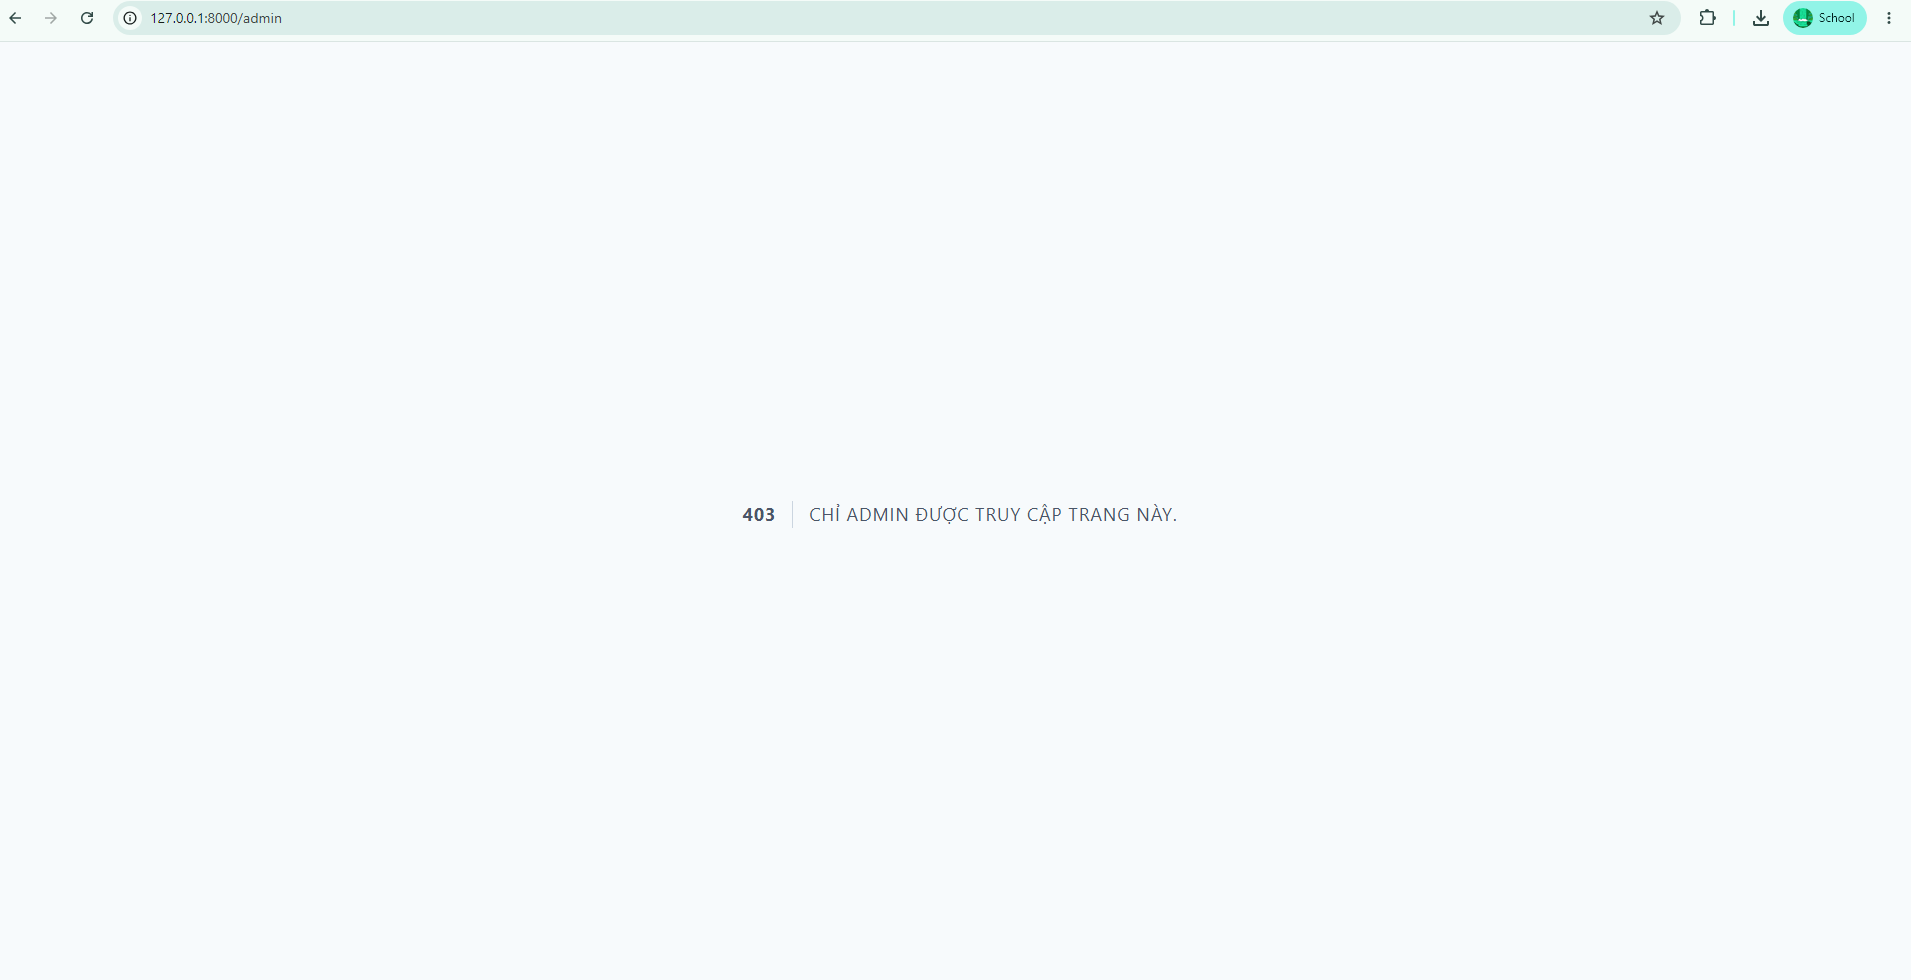 127.0.0.1:8000/admin
School
403
CHỈ ADMIN ĐƯỢC TRUY CẬP TRANG NÀY.